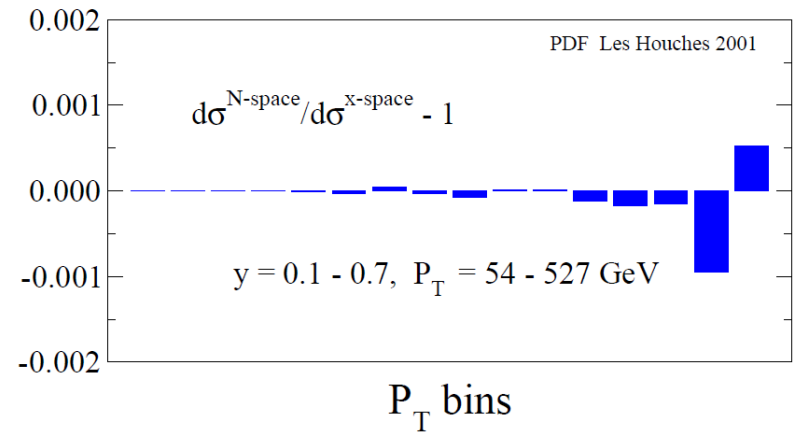 0.002
PDF Les Houches 2001
0.001
dσ^N-space/dσ^x-space - 1
0.000
-0.001
y = 0.1 - 0.7, P_T = 54 - 527 GeV
-0.002
P_T bins